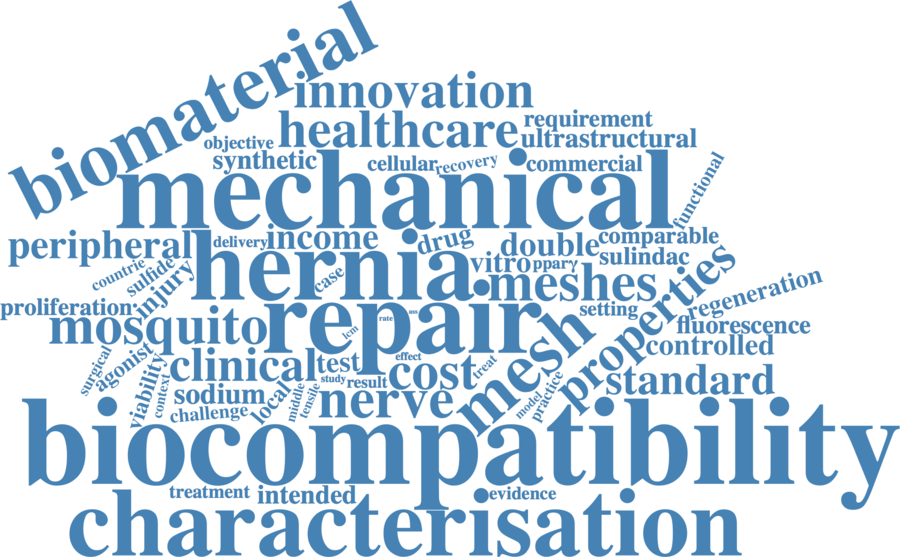 biomaterial
innovation
requirement
healthcare
ultrastructural
objective
synthetic
cellular
recovery
commercial
mechanical
functional
peripheral
delivery
income
drug
double
comparable
hernia
vitro
ppary
sulindac
countrie
sulfide
injury
case
meshes
properties
regeneration
proliferation
mosquito
repair
rate
ms
lcm
setting
fluorescence
controlled
mesh
surgical
agonist
clinical
test
effect
cost
treat
standard
viability
context
sodium
local
middle
tensile
study
result
nerve
model
practice
challenge
biocompatibility
treatment
intended
evidence
characterisation